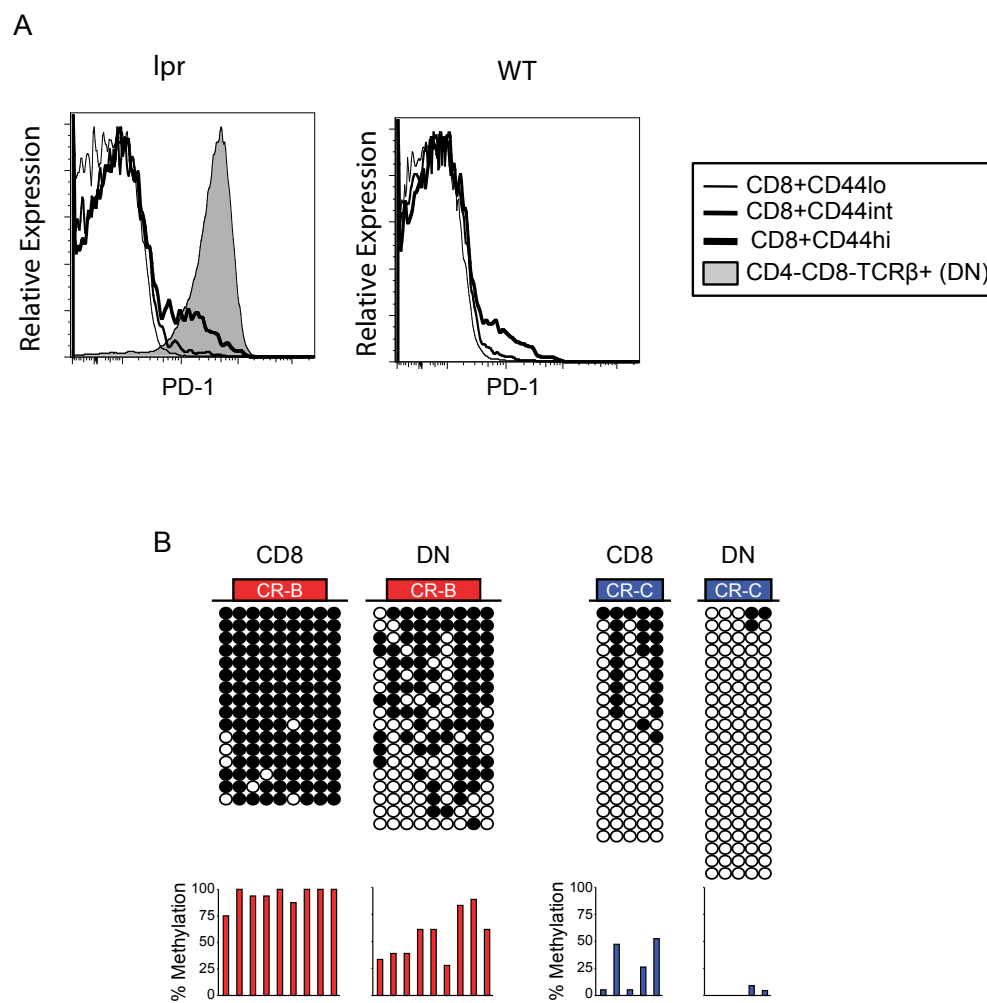 A
lpr
WT
Relative Expression
PD-1
Relative Expression
PD-1
CD8+CD44lo
CD8+CD44int
CD8+CD44hi
CD4-CD8-TCRβ+ (DN)
B
CD8
DN
CD8
DN
CR-B
CR-B
CR-C
CR-C
% Methylation
100
75
50
25
0
% Methylation
100
75
50
25
0